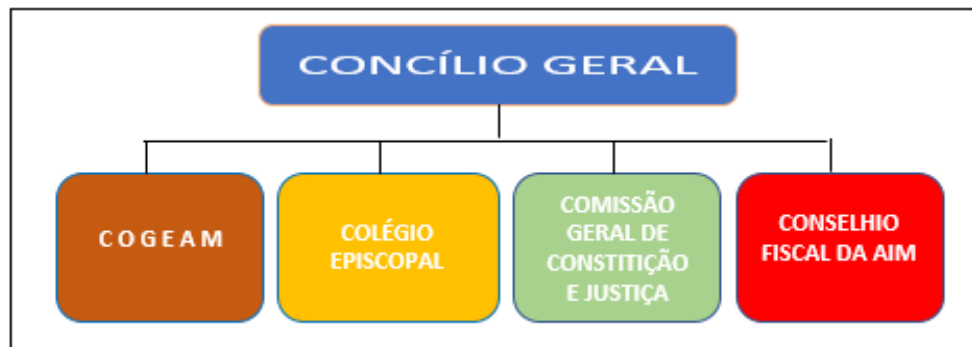 CONCÍLIO GERAL
C O G E A M
COLÉGIO
EPISCOPAL
COMISSÃO
GERAL DE
CONSTITIÇÃO
E JUSTIÇA
CONSELHIO
FISCAL DA AIM